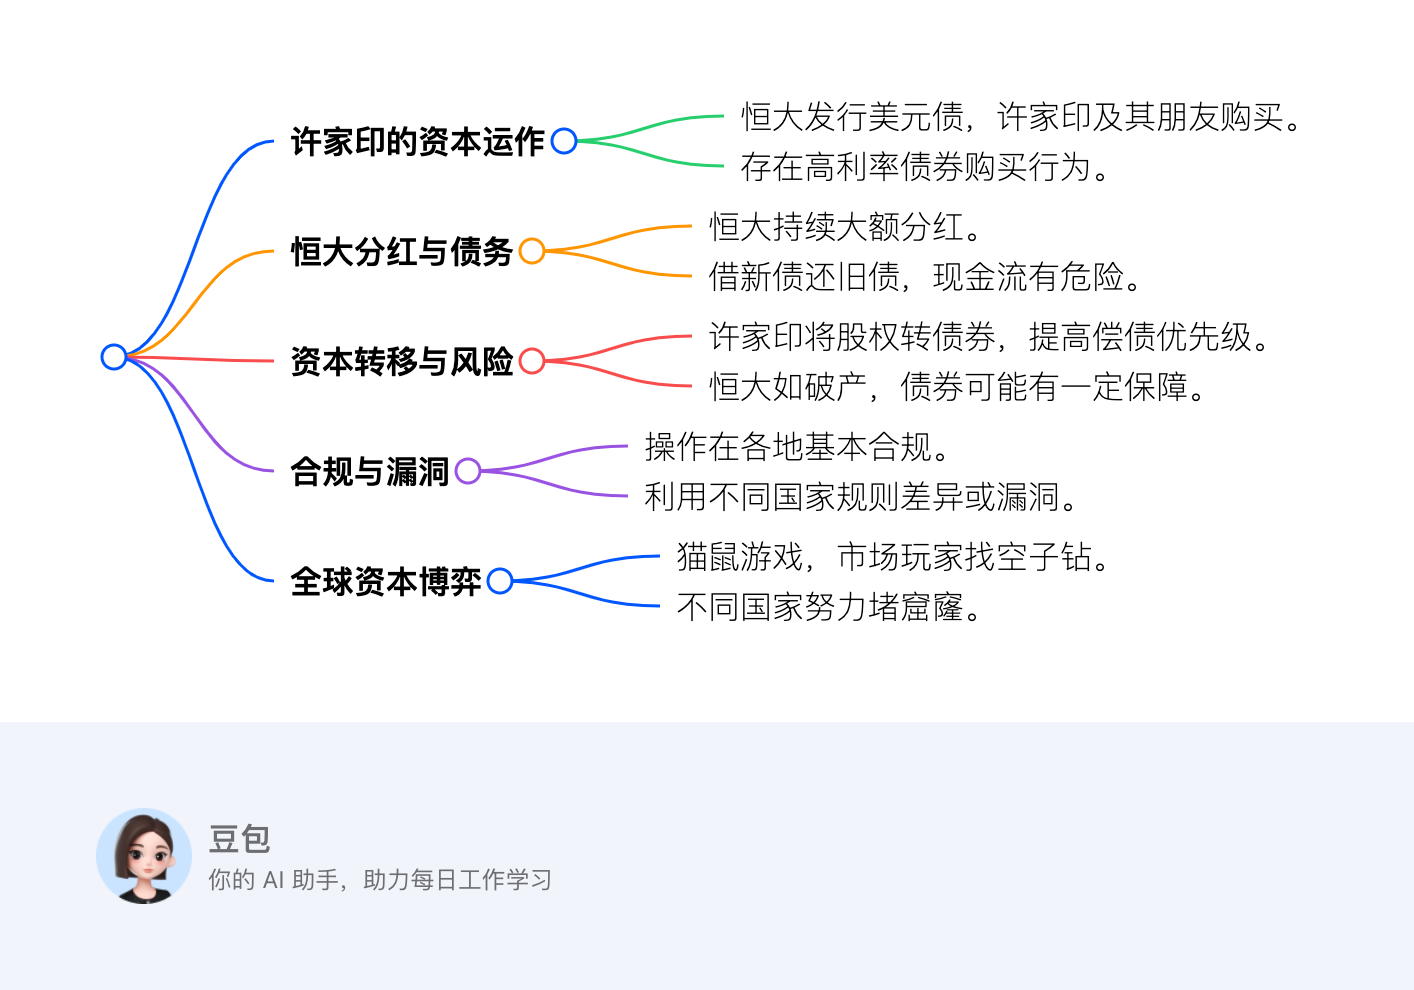 许家印的资本运作
恒大发行美元债，许家印及其朋友购买。
存在高利率债券购买行为。
恒大分红与债务
恒大持续大额分红。
借新债还旧债，现金流有危险。
资本转移与风险
许家印将股权转债券，提高偿债优先级。
恒大如破产，债券可能有一定保障。
合规与漏洞
操作在各地基本合规。
利用不同国家规则差异或漏洞。
全球资本博弈
猫鼠游戏，市场玩家找空子钻。
不同国家努力堵窟窿。
豆包
你的 AI 助手，助力每日工作学习